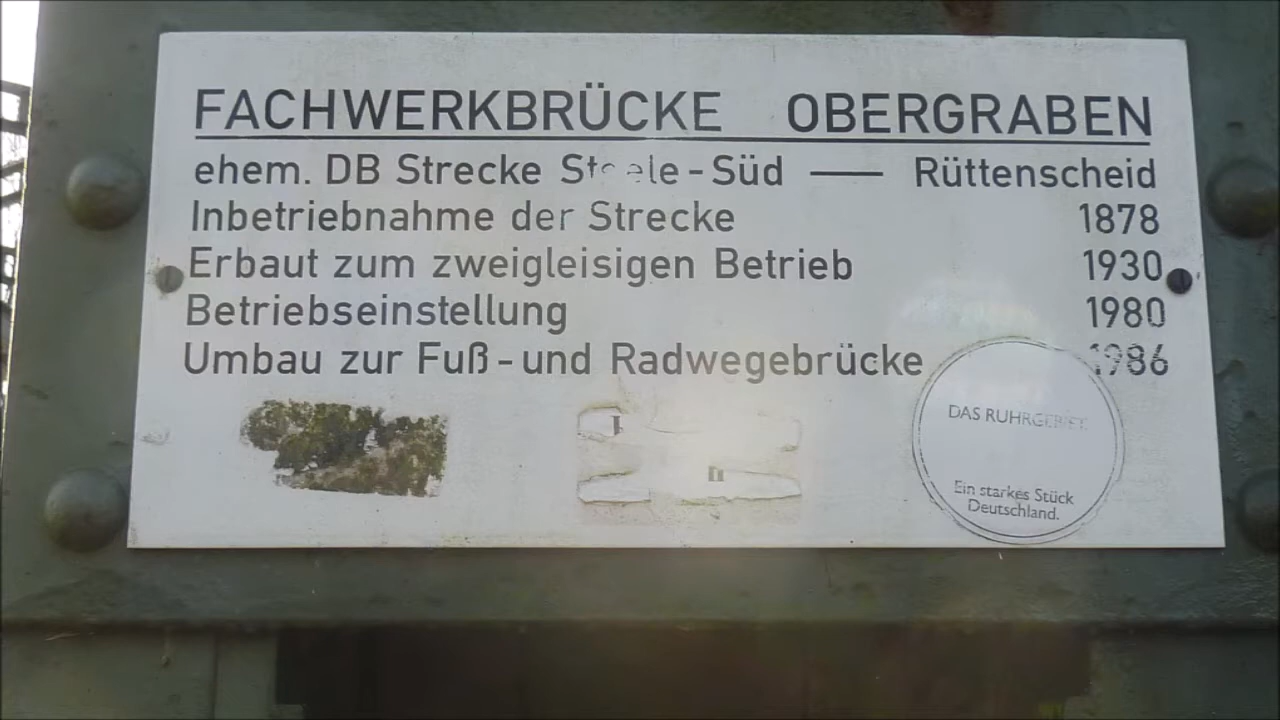 FACHWERKBRÜCKE OBERGRABEN
ehem. DB Strecke Steele-Süd — Rüttenscheid
Inbetriebnahme der Strecke 1878
Erbaut zum zweigleisigen Betrieb 1930
Betriebseinstellung 1980
Umbau zur Fuß-und Radwegebrücke 1986
DAS RUHRGEBIET.
Ein starkes Stück
Deutschland.